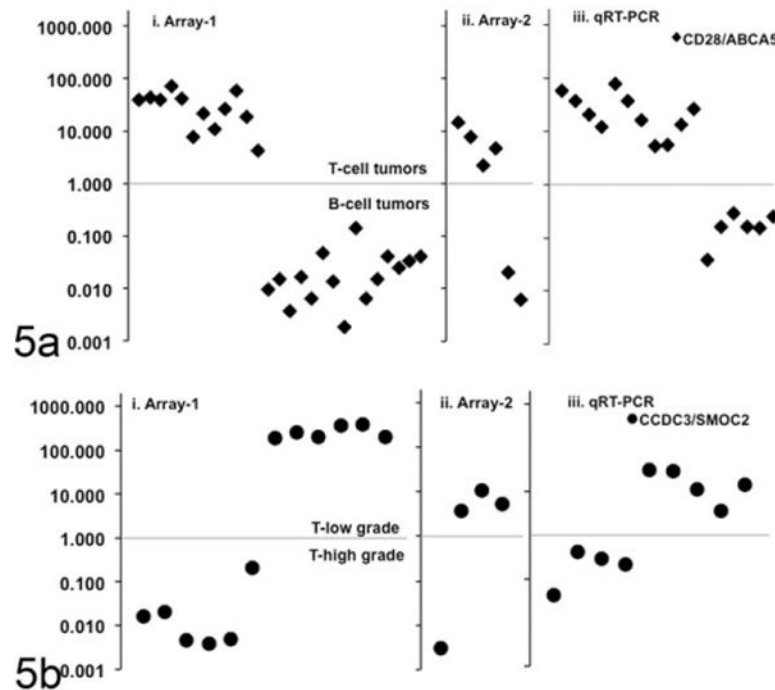 i. Array-1
ii. Array-2
iii. qRT-PCR
CD28/ABCA5
1000.000
100.000
10.000
1.000
0.100
0.010
0.001
T-cell tumors
B-cell tumors
5a
i. Array-1
ii. Array-2
iii. qRT-PCR
CCDC3/SMOC2
1000.000
100.000
10.000
1.000
0.100
0.010
0.001
T-low grade
T-high grade
5b